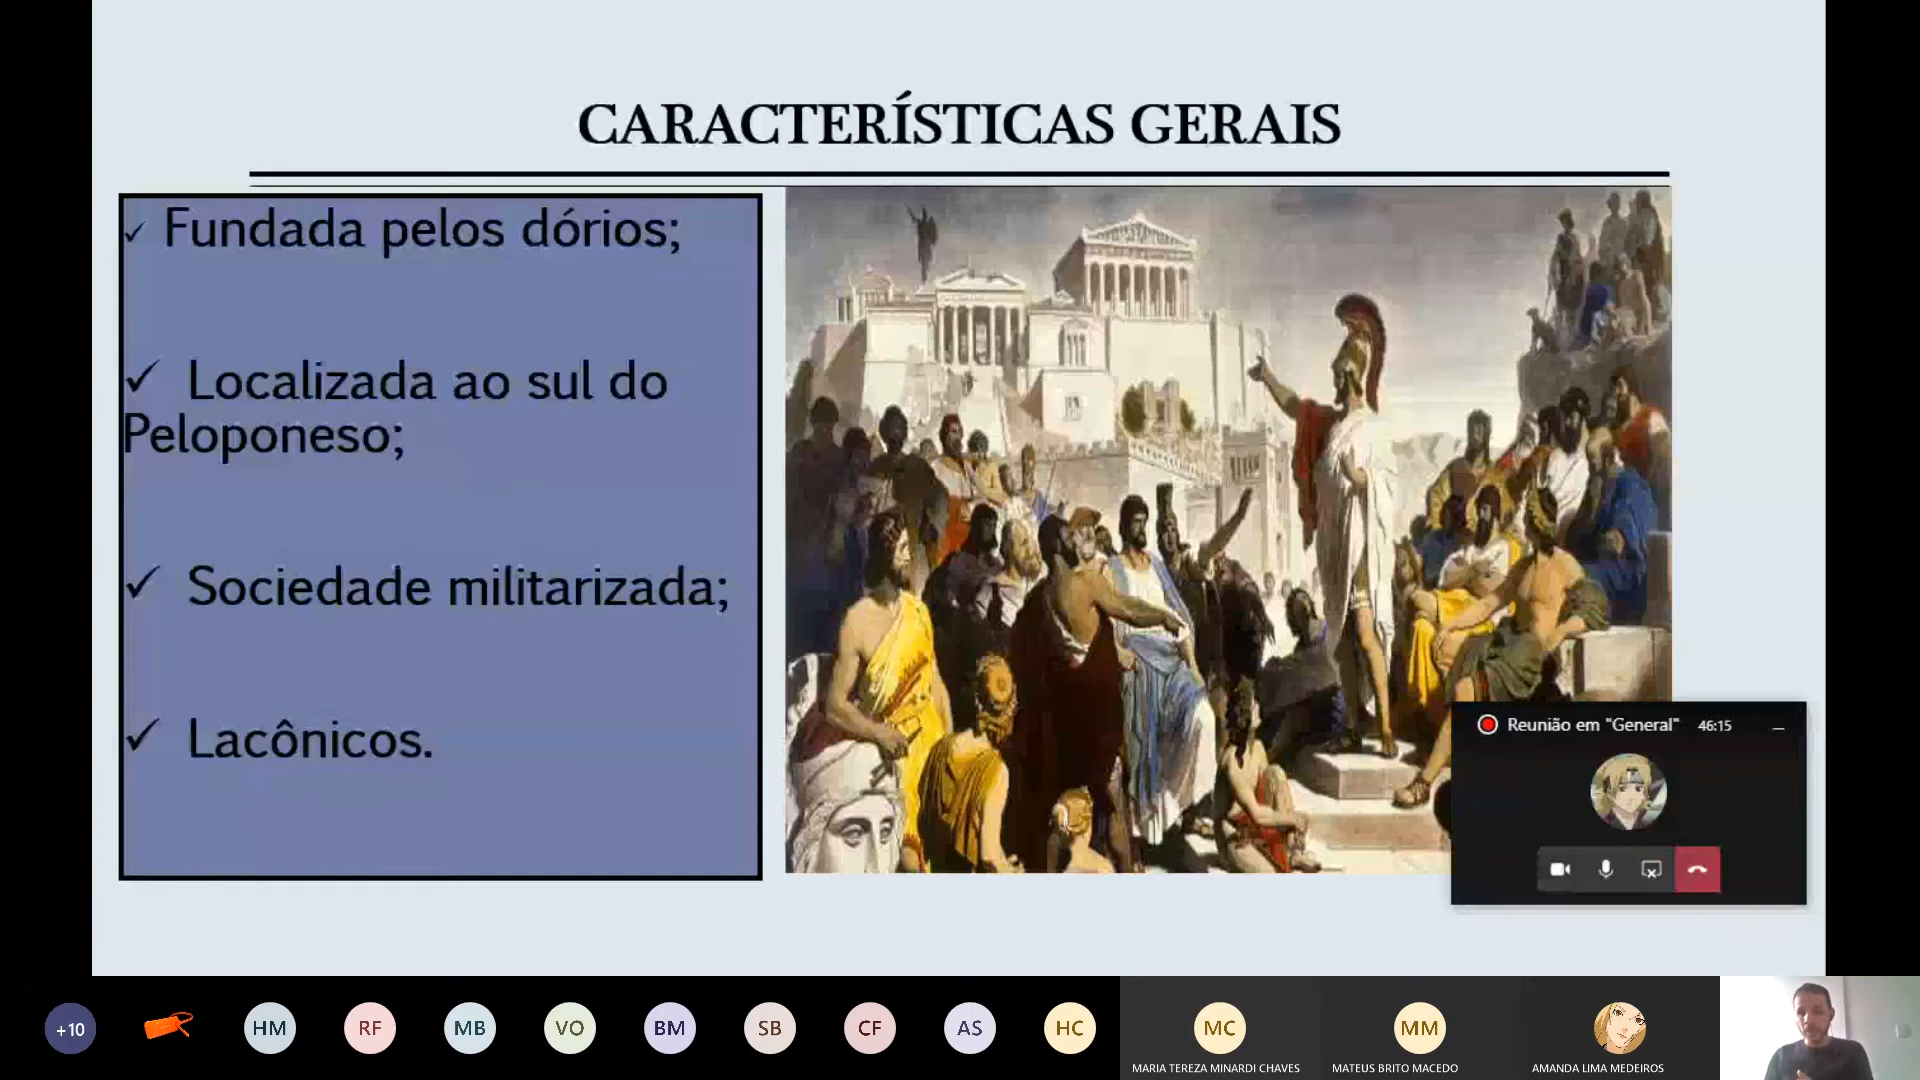 CARACTERÍSTICAS GERAIS
✓ Fundada pelos dórios;
✓ Localizada ao sul do
Peloponeso;
✓ Sociedade militarizada;
✓ Lacônicos.
Reunião em "General" 46:15
+10 HM RF MB VO BM SB CF AS HC MC MM
MARIA TEREZA MINARDI CHAVES MATEUS BRITO MACEDO AMANDA LIMA MEDEIROS